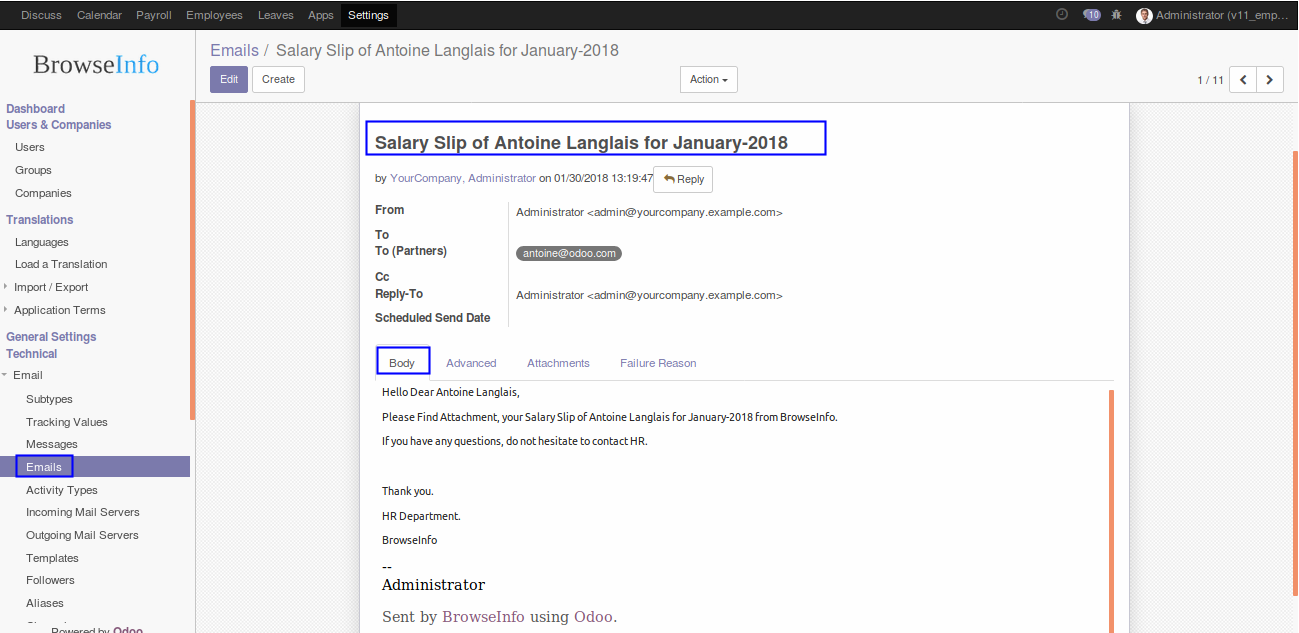 Discuss Calendar Payroll Employees Leaves Apps Settings 10 Administrator (v11_emp...
BrowseInfo
Emails / Salary Slip of Antoine Langlais for January-2018
Edit Create Action 1 / 11
Dashboard
Users & Companies
Users
Groups
Companies
Translations
Languages
Load a Translation
Import / Export
Application Terms
General Settings
Technical
Email
Subtypes
Tracking Values
Messages
Emails
Activity Types
Incoming Mail Servers
Outgoing Mail Servers
Templates
Followers
Aliases
Powered by Odoo
Salary Slip of Antoine Langlais for January-2018
by YourCompany, Administrator on 01/30/2018 13:19:47 Reply
From Administrator <admin@yourcompany.example.com>
To
To (Partners) antoine@odoo.com
Cc
Reply-To Administrator <admin@yourcompany.example.com>
Scheduled Send Date
Body Advanced Attachments Failure Reason
Hello Dear Antoine Langlais,
Please Find Attachment, your Salary Slip of Antoine Langlais for January-2018 from BrowseInfo.
If you have any questions, do not hesitate to contact HR.
Thank you.
HR Department.
BrowseInfo
--
Administrator
Sent by BrowseInfo using Odoo.